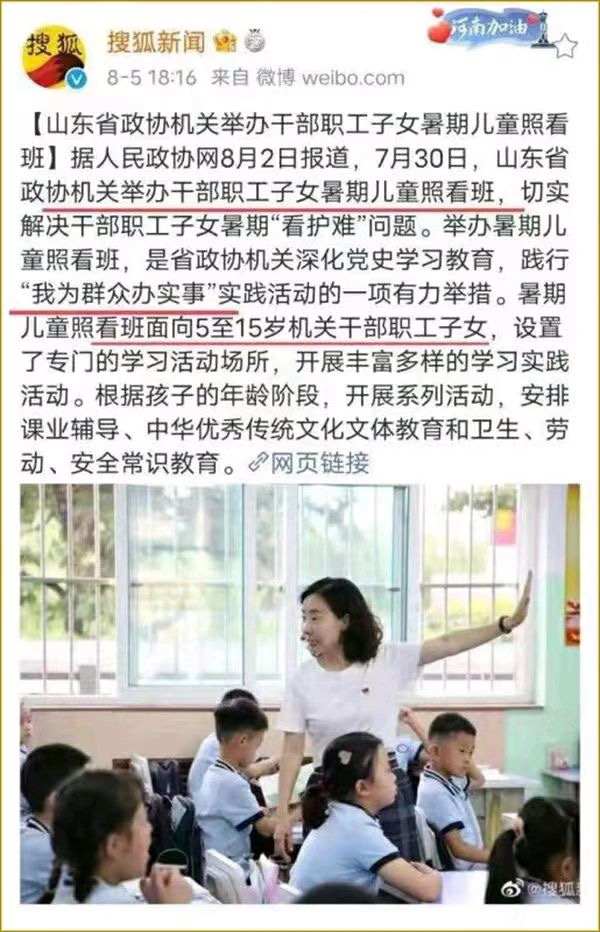 搜狐
搜狐新闻
河南加油
8-5 18:16 来自 微博 weibo.com
【山东省政协机关举办干部职工子女暑期儿童照看
班】据人民政协网8月2日报道，7月30日，山东省
政协机关举办干部职工子女暑期儿童照看班，切实
解决干部职工子女暑期“看护难”问题。举办暑期儿
童照看班，是省政协机关深化党史学习教育，践行
“我为群众办实事”实践活动的一项有力举措。暑期
儿童照看班面向5至15岁机关干部职工子女，设置
了专门的学习活动场所，开展丰富多样的学习实践
活动。根据孩子的年龄阶段，开展系列活动，安排
课业辅导、中华优秀传统文化文体教育和卫生、劳
动、安全常识教育。网页链接
@搜狐新